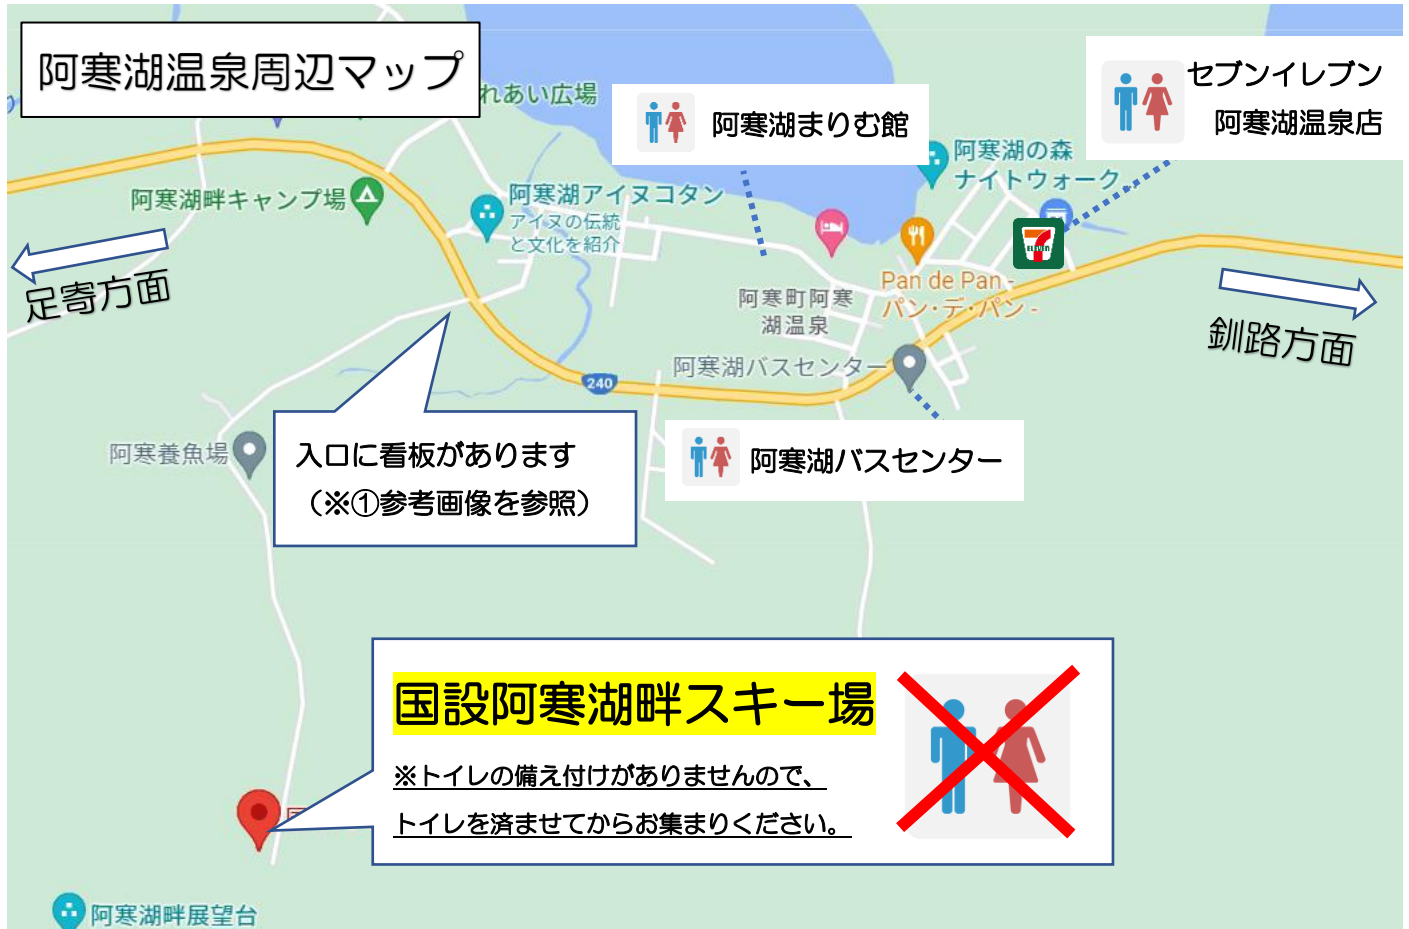 阿寒湖温泉周辺マップ
れあい広場
阿寒湖まりむ館
セブンイレブン
阿寒湖温泉店
阿寒湖の森
ナイトウォーク
阿寒湖畔キャンプ場
阿寒湖アイヌコタン
アイヌの伝統
と文化を紹介
7
ELEVEN
足寄方面
Pan de Pan -
パン・デ・パン -
阿寒町阿寒
湖温泉
釧路方面
阿寒湖バスセンター
240
入口に看板があります
(※①参考画像を参照)
阿寒養魚場
阿寒湖バスセンター
国設阿寒湖畔スキー場
※トイレの備え付けがありませんので、
トイレを済ませてからお集まりください。
阿寒湖畔展望台